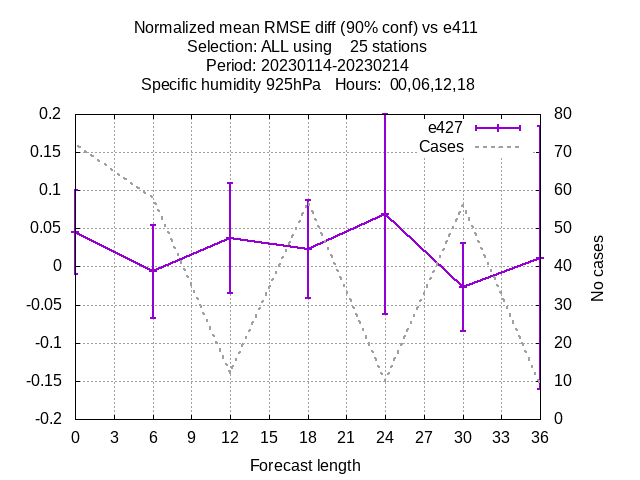 Normalized mean RMSE diff (90% conf) vs e411
Selection: ALL using    25 stations
Period: 20230114-20230214
Specific humidity 925hPa   Hours:  00,06,12,18
0.2
0.15
0.1
0.05
0
-0.05
-0.1
-0.15
-0.2
80
70
60
50
40
30
20
10
0
e427
Cases
No cases
0 3 6 9 12 15 18 21 24 27 30 33 36
Forecast length